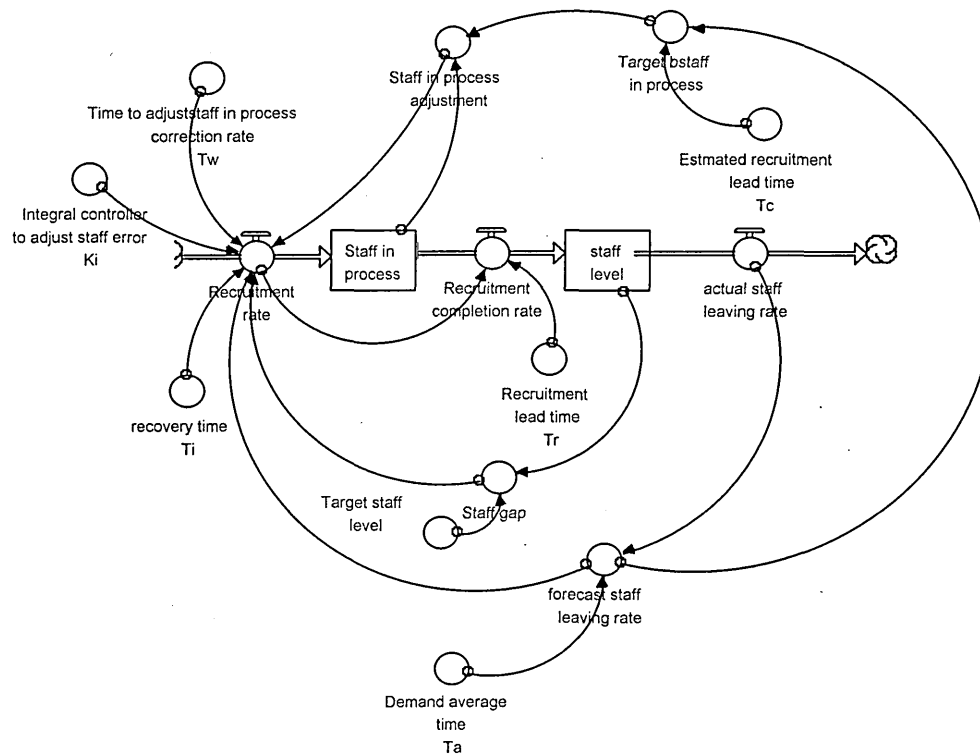 Target bstaff
in process
Staff in process
adjustment
Time to adjuststaff in process
correction rate
Tw
Estmated recruitment
lead time
Tc
Integral controller
to adjust staff error
Ki
Staff in
process
staff
level
Recruitment
rate
Recruitment
completion rate
actual staff
leaving rate
Recruitment
lead time
Tr
recovery time
Ti
Target staff
level
Staff gap
forecast staff
leaving rate
Demand average
time
Ta